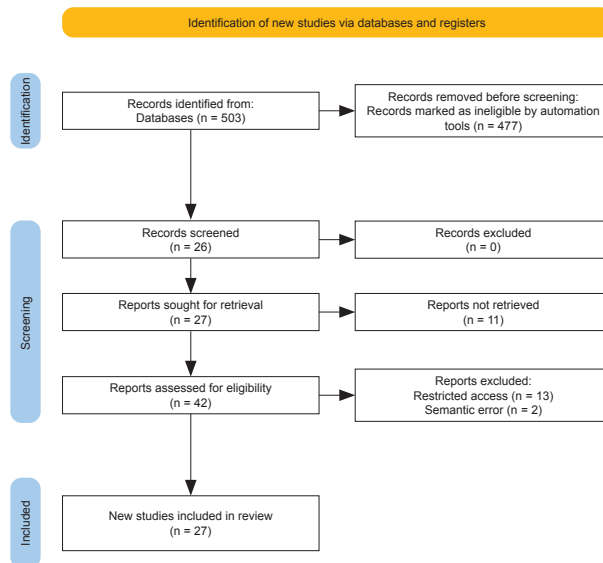 Identification of new studies via databases and registers
Identification
Records identified from:
Databases (n = 503)
Records removed before screening:
Records marked as ineligible by automation
tools (n = 477)
Screening
Records screened
(n = 26)
Records excluded
(n = 0)
Reports sought for retrieval
(n = 27)
Reports not retrieved
(n = 11)
Reports assessed for eligibility
(n = 42)
Reports excluded:
Restricted access (n = 13)
Semantic error (n = 2)
Included
New studies included in review
(n = 27)